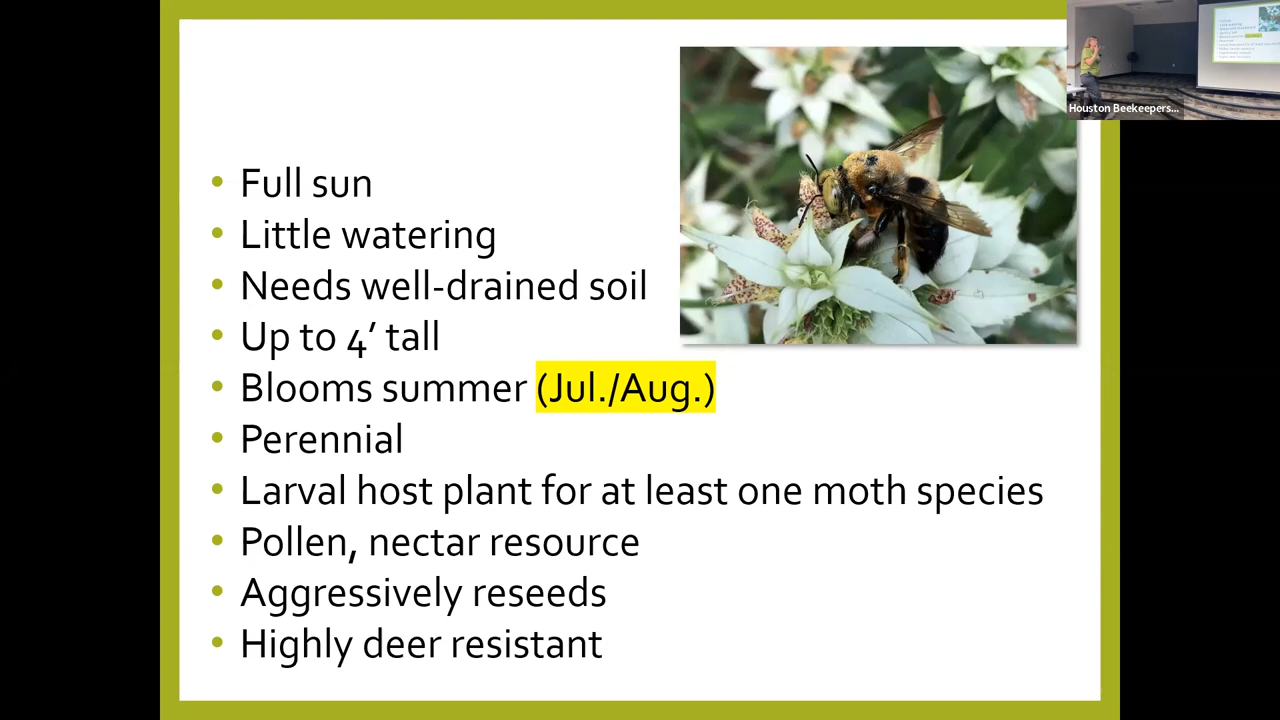 Houston Beekeepers...
Full sun
Little watering
Needs well-drained soil
Up to 4’ tall
Blooms summer (Jul./Aug.)
Perennial
Larval host plant for at least one moth species
Pollen, nectar resource
Aggressively reseeds
Highly deer resistant